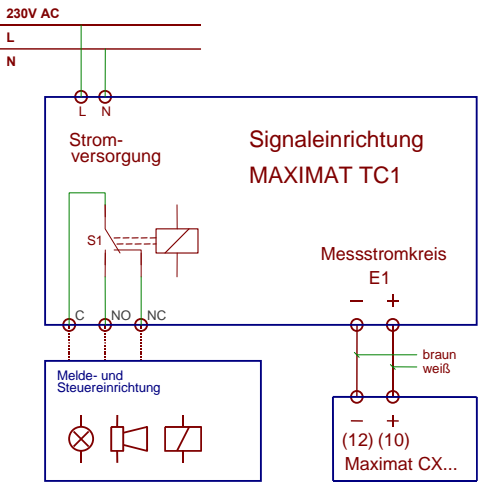 230V AC
L
N
L N
Strom-
versorgung
Signaleinrichtung
MAXIMAT TC1
S1
Messstromkreis
E1
− +
C NO NC
braun
weiß
Melde- und
Steuereinrichtung
− +
(12) (10)
Maximat CX...